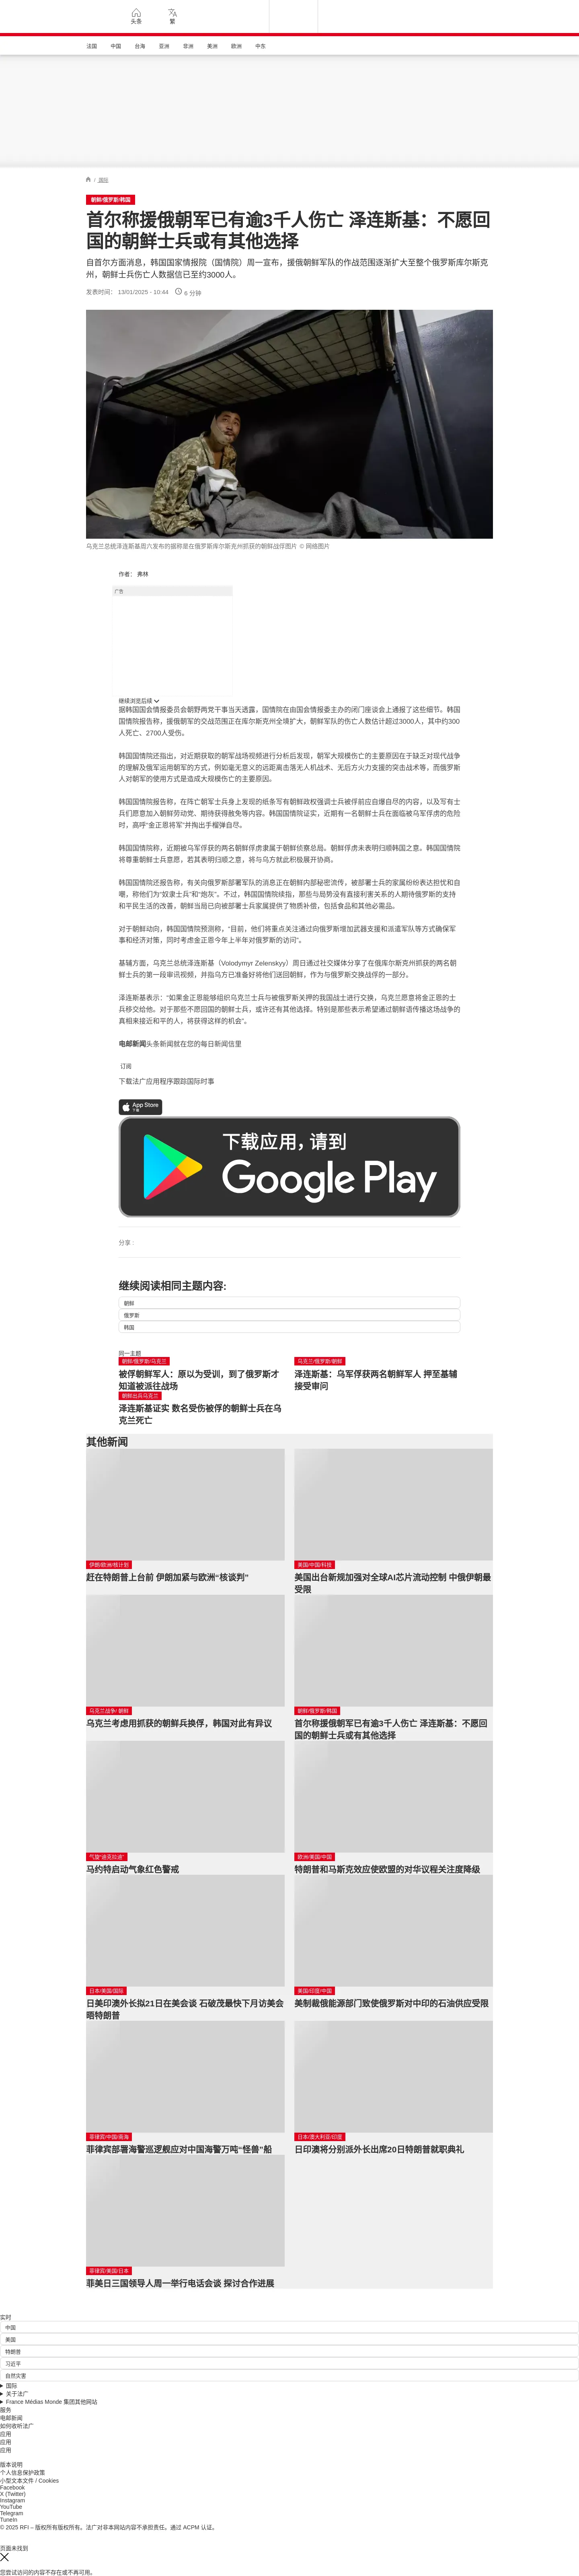 头条
繁
法国
中国
台海
亚洲
非洲
美洲
欧洲
中东
/ 国际
朝鲜/俄罗斯/韩国
首尔称援俄朝军已有逾3千人伤亡 泽连斯基：不愿回
国的朝鲜士兵或有其他选择
自首尔方面消息，韩国国家情报院（国情院）周一宣布，援俄朝鲜军队的作战范围逐渐扩大至整个俄罗斯库尔斯克
州，朝鲜士兵伤亡人数据信已至约3000人。
发表时间： 13/01/2025 - 10:44
6 分钟
乌克兰总统泽连斯基周六发布的据称是在俄罗斯库尔斯克州抓获的朝鲜战俘图片 © 网络图片
作者： 弗林
广告
继续浏览后续
据韩国国会情报委员会朝野两党干事当天透露，国情院在由国会情报委主办的闭门座谈会上通报了这些细节。韩国
国情院报告称，援俄朝军的交战范围正在库尔斯克州全境扩大，朝鲜军队的伤亡人数估计超过3000人，其中约300
人死亡、2700人受伤。
韩国国情院还指出，对近期获取的朝军战场视频进行分析后发现，朝军大规模伤亡的主要原因在于缺乏对现代战争
的理解及俄军运用朝军的方式，例如毫无意义的远距离击落无人机战术、无后方火力支援的突击战术等，而俄罗斯
人对朝军的使用方式是造成大规模伤亡的主要原因。
韩国国情院报告称，在阵亡朝军士兵身上发现的纸条写有朝鲜政权强调士兵被俘前应自爆自尽的内容，以及写有士
兵们愿意加入朝鲜劳动党、期待获得赦免等内容。韩国国情院证实，近期有一名朝鲜士兵在面临被乌军俘虏的危险
时，高呼“金正恩将军”并掏出手榴弹自尽。
韩国国情院称，近期被乌军俘获的两名朝鲜俘虏隶属于朝鲜侦察总局。朝鲜俘虏未表明归顺韩国之意。韩国国情院
将尊重朝鲜士兵意愿，若其表明归顺之意，将与乌方就此积极展开协商。
韩国国情院还报告称，有关向俄罗斯部署军队的消息正在朝鲜内部秘密流传，被部署士兵的家属纷纷表达担忧和自
嘲，称他们为“奴隶士兵”和“炮灰”。不过，韩国国情院续指，那些与局势没有直接利害关系的人期待俄罗斯的支持
和平民生活的改善。朝鲜当局已向被部署士兵家属提供了物质补偿，包括食品和其他必需品。
对于朝鲜动向，韩国国情院预测称，“目前，他们将重点关注通过向俄罗斯增加武器支援和派遣军队等方式确保军
事和经济对策，同时考虑金正恩今年上半年对俄罗斯的访问”。
基辅方面，乌克兰总统泽连斯基（Volodymyr Zelenskyy）周日通过社交媒体分享了在俄库尔斯克州抓获的两名朝
鲜士兵的第一段审讯视频，并指乌方已准备好将他们送回朝鲜，作为与俄罗斯交换战俘的一部分。
泽连斯基表示：“如果金正恩能够组织乌克兰士兵与被俄罗斯关押的我国战士进行交换，乌克兰愿意将金正恩的士
兵移交给他。对于那些不愿回国的朝鲜士兵，或许还有其他选择。特别是那些表示希望通过朝鲜语传播这场战争的
真相来接近和平的人，将获得这样的机会”。
电邮新闻头条新闻就在您的每日新闻信里
订阅
下载法广应用程序跟踪国际时事
App Store
下载
下载应用，请到
Google Play
分享 :
继续阅读相同主题内容:
朝鲜
俄罗斯
韩国
同一主题
朝鲜/俄罗斯/乌克兰
被俘朝鲜军人：原以为受训，到了俄罗斯才
知道被派往战场
乌克兰/俄罗斯/朝鲜
泽连斯基：乌军俘获两名朝鲜军人 押至基辅
接受审问
朝鲜出兵乌克兰
泽连斯基证实 数名受伤被俘的朝鲜士兵在乌
克兰死亡
其他新闻
伊朗/欧洲/核计划
赶在特朗普上台前 伊朗加紧与欧洲“核谈判”
美国/中国/科技
美国出台新规加强对全球AI芯片流动控制 中俄伊朝最
受限
乌克兰战争/ 朝鲜
乌克兰考虑用抓获的朝鲜兵换俘，韩国对此有异议
朝鲜/俄罗斯/韩国
首尔称援俄朝军已有逾3千人伤亡 泽连斯基：不愿回
国的朝鲜士兵或有其他选择
气旋“迪克拉迪”
马约特启动气象红色警戒
欧洲/美国/中国
特朗普和马斯克效应使欧盟的对华议程关注度降级
日本/美国/国际
日美印澳外长拟21日在美会谈 石破茂最快下月访美会
晤特朗普
美国/印度/中国
美制裁俄能源部门致使俄罗斯对中印的石油供应受限
菲律宾/中国/南海
菲律宾部署海警巡逻舰应对中国海警万吨“怪兽”船
日本/澳大利亚/印度
日印澳将分别派外长出席20日特朗普就职典礼
菲律宾/美国/日本
菲美日三国领导人周一举行电话会谈 探讨合作进展
实时
中国
美国
特朗普
习近平
自然灾害
国际
关于法广
France Médias Monde 集团其他网站
服务
电邮新闻
如何收听法广
应用
应用
应用
版本说明
个人信息保护政策
小型文本文件 / Cookies
Facebook
X (Twitter)
Instagram
YouTube
Telegram
TuneIn
© 2025 RFI – 版权所有版权所有。法广对非本网站内容不承担责任。通过 ACPM 认证。
页面未找到
您尝试访问的内容不存在或不再可用。